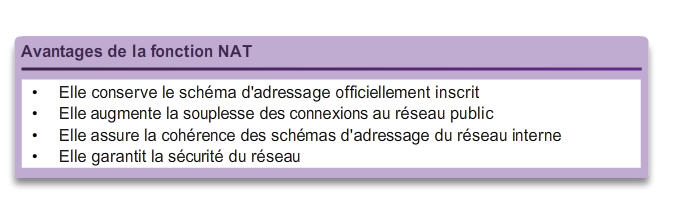 Avantages de la fonction NAT
• Elle conserve le schéma d'adressage officiellement inscrit
• Elle augmente la souplesse des connexions au réseau public
• Elle assure la cohérence des schémas d'adressage du réseau interne
• Elle garantit la sécurité du réseau